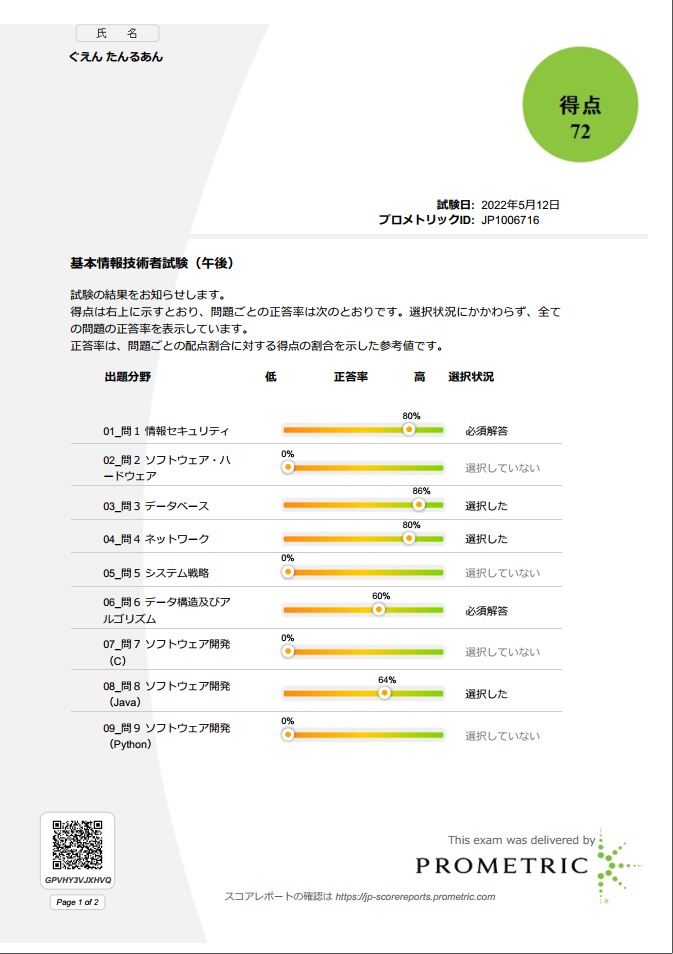 氏 名
ぐえん たんるあん
得点
72
試験日: 2022年5月12日
プロメトリックID: JP1006716
基本情報技術者試験（午後）
試験の結果をお知らせします。
得点は右上に示すとおり、問題ごとの正答率は次のとおりです。選択状況にかかわらず、全て
の問題の正答率を表示しています。
正答率は、問題ごとの配点割合に対する得点の割合を示した参考値です。
出題分野 低 正答率 高 選択状況
80%
01_問１ 情報セキュリティ 必須解答
0%
02_問２ ソフトウェア・ハ
ードウェア 選択していない
86%
03_問３ データベース 選択した
80%
04_問４ ネットワーク 選択した
0%
05_問５ システム戦略 選択していない
60%
06_問６ データ構造及びア
ルゴリズム 必須解答
0%
07_問７ ソフトウェア開発
（C） 選択していない
64%
08_問８ ソフトウェア開発
（Java） 選択した
0%
09_問９ ソフトウェア開発
（Python） 選択していない
GPVHY3VJXHVQ
Page 1 of 2
This exam was delivered by
PROMETRIC
スコアレポートの確認は https://jp-scorereports.prometric.com